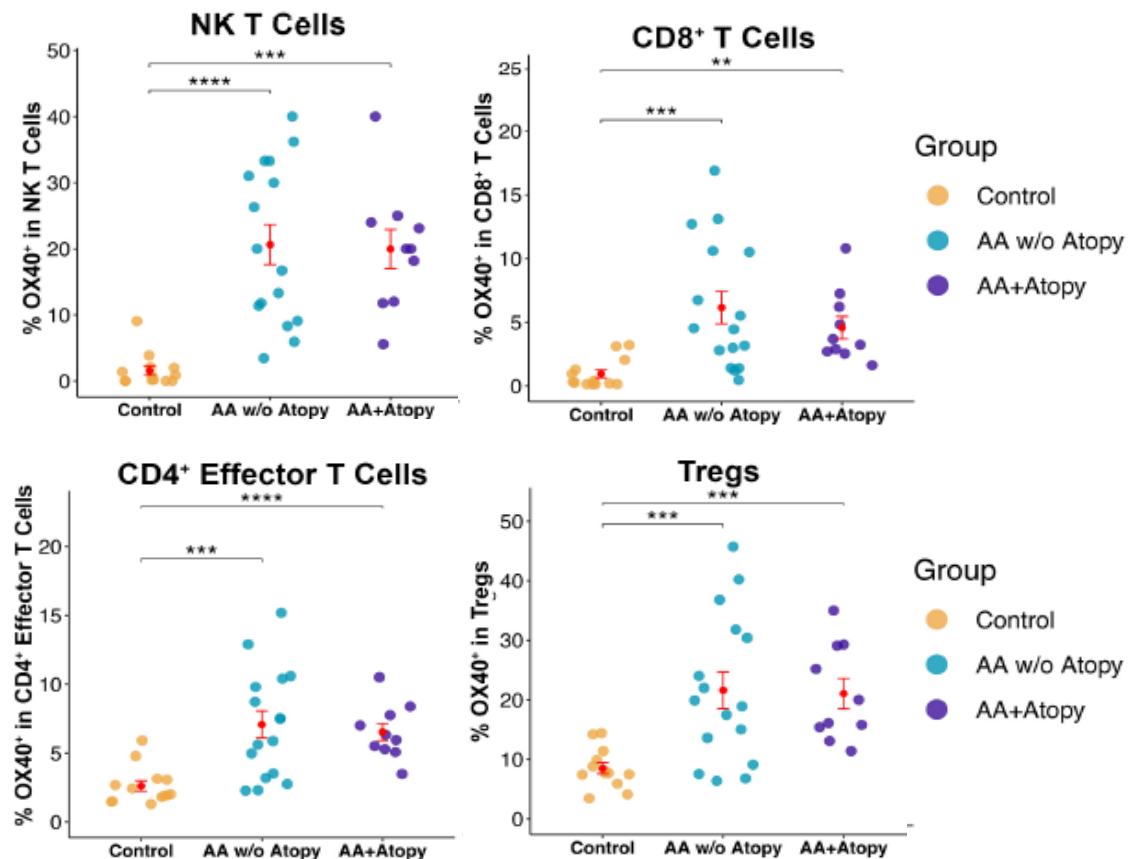 NK T Cells
% OX40⁺ in NK T Cells
50
40
30
20
10
0
***
****
Control
AA w/o Atopy
AA+Atopy
CD8⁺ T Cells
% OX40⁺ in CD8⁺ T Cells
25
20
15
10
5
0
**
***
Control
AA w/o Atopy
AA+Atopy
Group
Control
AA w/o Atopy
AA+Atopy
CD4⁺ Effector T Cells
% OX40⁺ in CD4⁺ Effector T Cells
20
15
10
5
0
****
***
Control
AA w/o Atopy
AA+Atopy
Tregs
% OX40⁺ in Tregs
50
40
30
20
10
0
***
***
Control
AA w/o Atopy
AA+Atopy
Group
Control
AA w/o Atopy
AA+Atopy